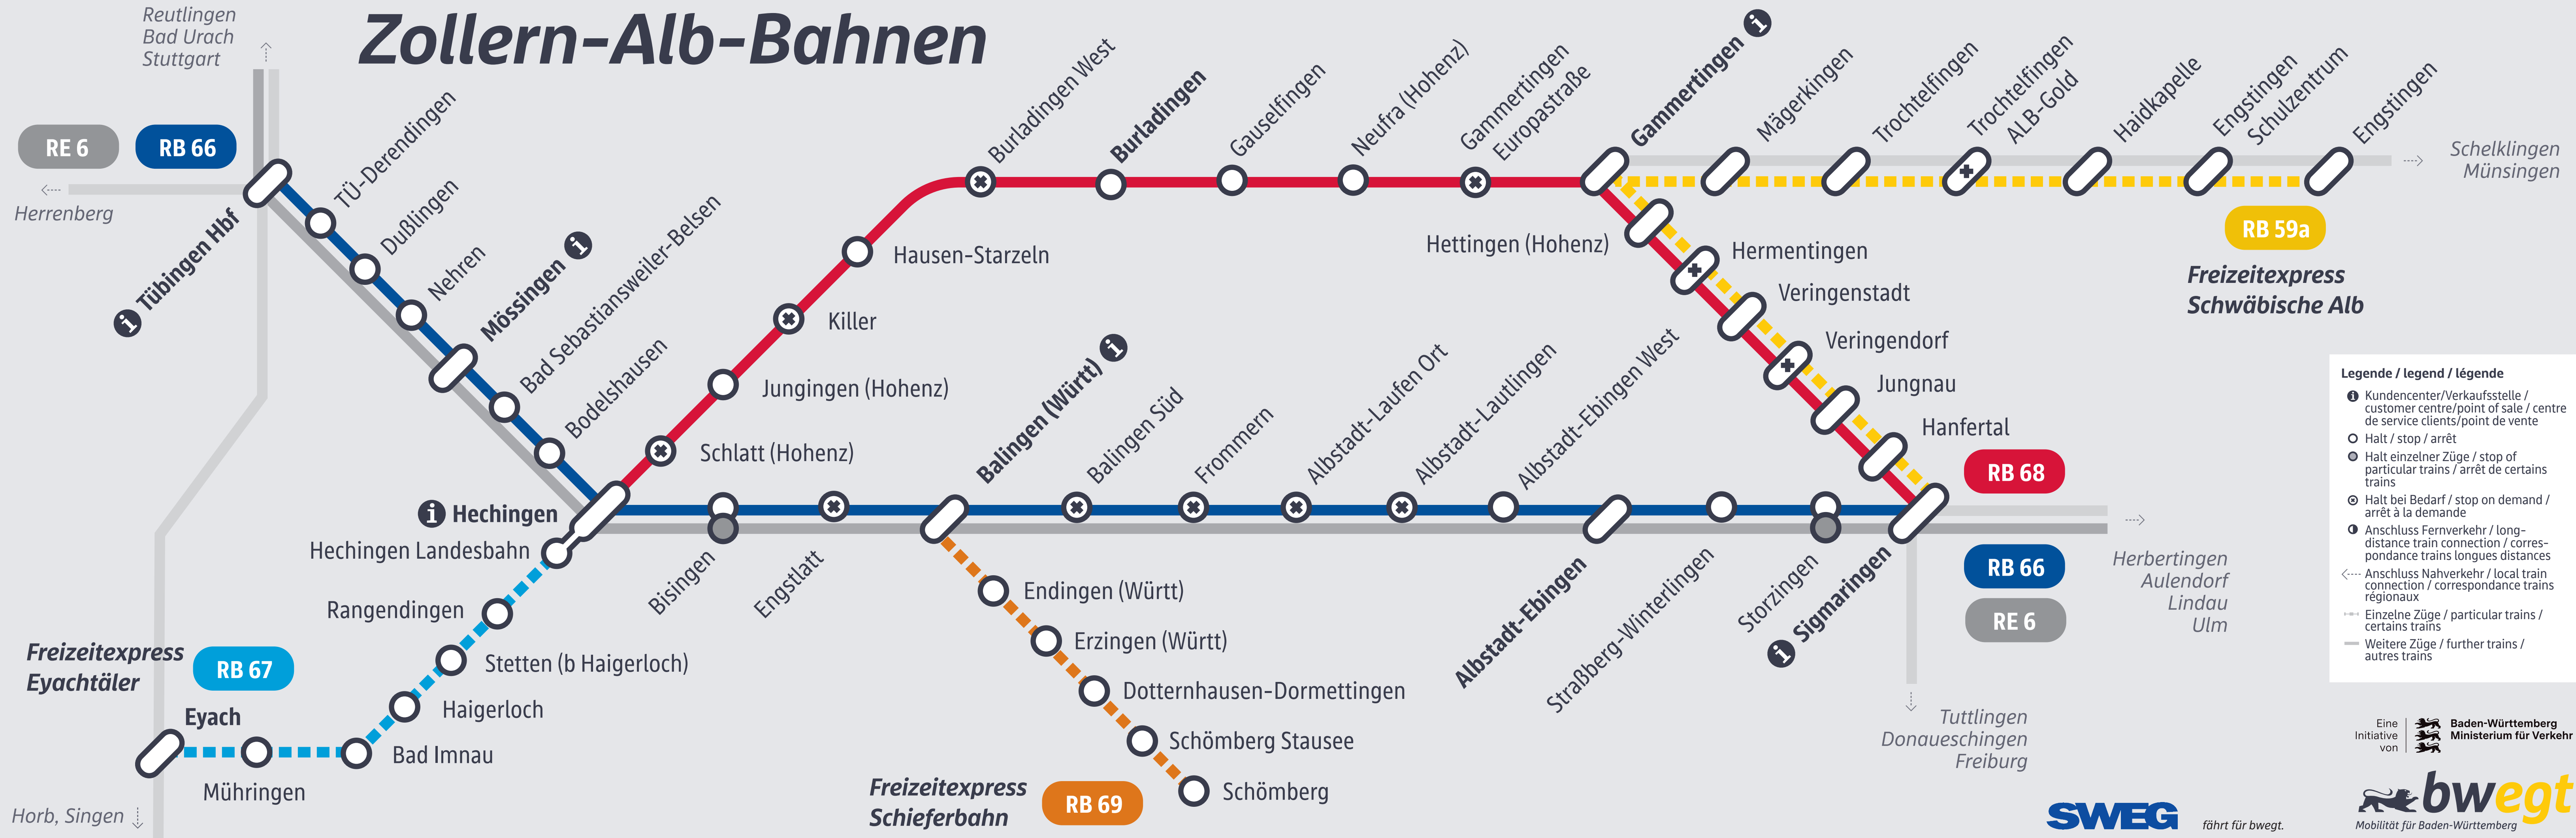 Zollern-Alb-Bahnen
Reutlingen
Bad Urach
Stuttgart
RE 6
RB 66
Herrenberg
Tübingen Hbf
TÜ-Derendingen
Dußlingen
Nehren
Mössingen
Bad Sebastiansweiler-Belsen
Bodelshausen
Hechingen
Hechingen Landesbahn
Rangendingen
Stetten (b Haigerloch)
Haigerloch
Bad Imnau
Mühringen
Eyach
Freizeitexpress
Eyachtäler
RB 67
Horb, Singen
Schlatt (Hohenz)
Jungingen (Hohenz)
Killer
Hausen-Starzeln
Burladingen West
Burladingen
Gauselfingen
Neufra (Hohenz)
Gammertingen
Europastraße
Gammertingen
Mägerkingen
Trochtelfingen
Trochtelfingen
ALB-Gold
Haidkapelle
Engstingen
Schulzentrum
Engstingen
Schelklingen
Münsingen
RB 59a
Freizeitexpress
Schwäbische Alb
Hettingen (Hohenz)
Hermentingen
Veringenstadt
Veringendorf
Jungnau
Hanfertal
RB 68
Bisingen
Engstlatt
Balingen (Württ)
Balingen Süd
Frommern
Albstadt-Laufen Ort
Albstadt-Lautlingen
Albstadt-Ebingen West
Albstadt-Ebingen
Straßberg-Winterlingen
Storzingen
Sigmaringen
RB 66
RE 6
Herbertingen
Aulendorf
Lindau
Ulm
Tuttlingen
Donaueschingen
Freiburg
Endingen (Württ)
Erzingen (Württ)
Dotternhausen-Dormettingen
Schömberg Stausee
Schömberg
Freizeitexpress
Schieferbahn
RB 69
Legende / legend / légende
Kundencenter/Verkaufsstelle /
customer centre/point of sale / centre
de service clients/point de vente
Halt / stop / arrêt
Halt einzelner Züge / stop of
particular trains / arrêt de certains
trains
Halt bei Bedarf / stop on demand /
arrêt à la demande
Anschluss Fernverkehr / long-
distance train connection / corres-
pondance trains longues distances
Anschluss Nahverkehr / local train
connection / correspondance trains
régionaux
Einzelne Züge / particular trains /
certains trains
Weitere Züge / further trains /
autres trains
Eine
Initiative
von
Baden-Württemberg
Ministerium für Verkehr
SWEG
fährt für bwegt.
bwegt
Mobilität für Baden-Württemberg